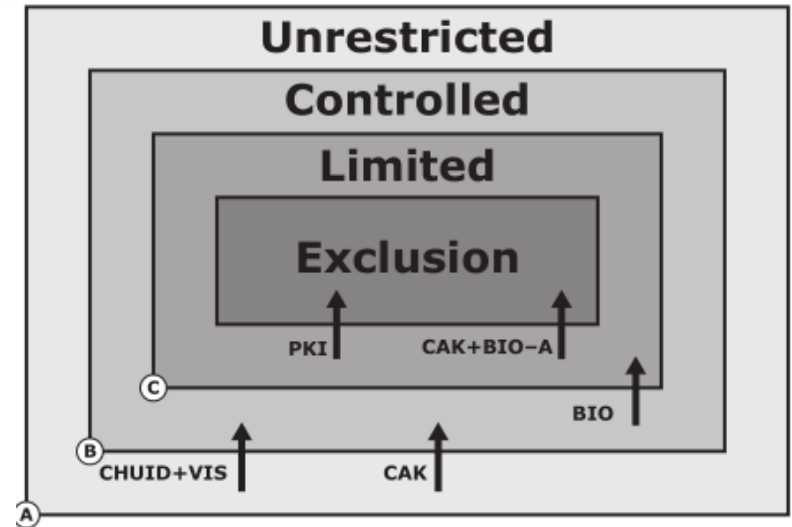 Unrestricted
Controlled
Limited
Exclusion
PKI
CAK+BIO–A
C
BIO
B
CHUID+VIS
CAK
A